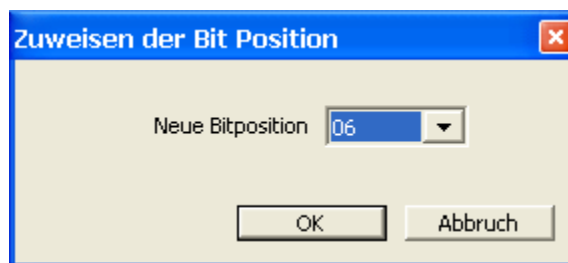 Zuweisen der Bit Position
Neue Bitposition 06
OK Abbruch